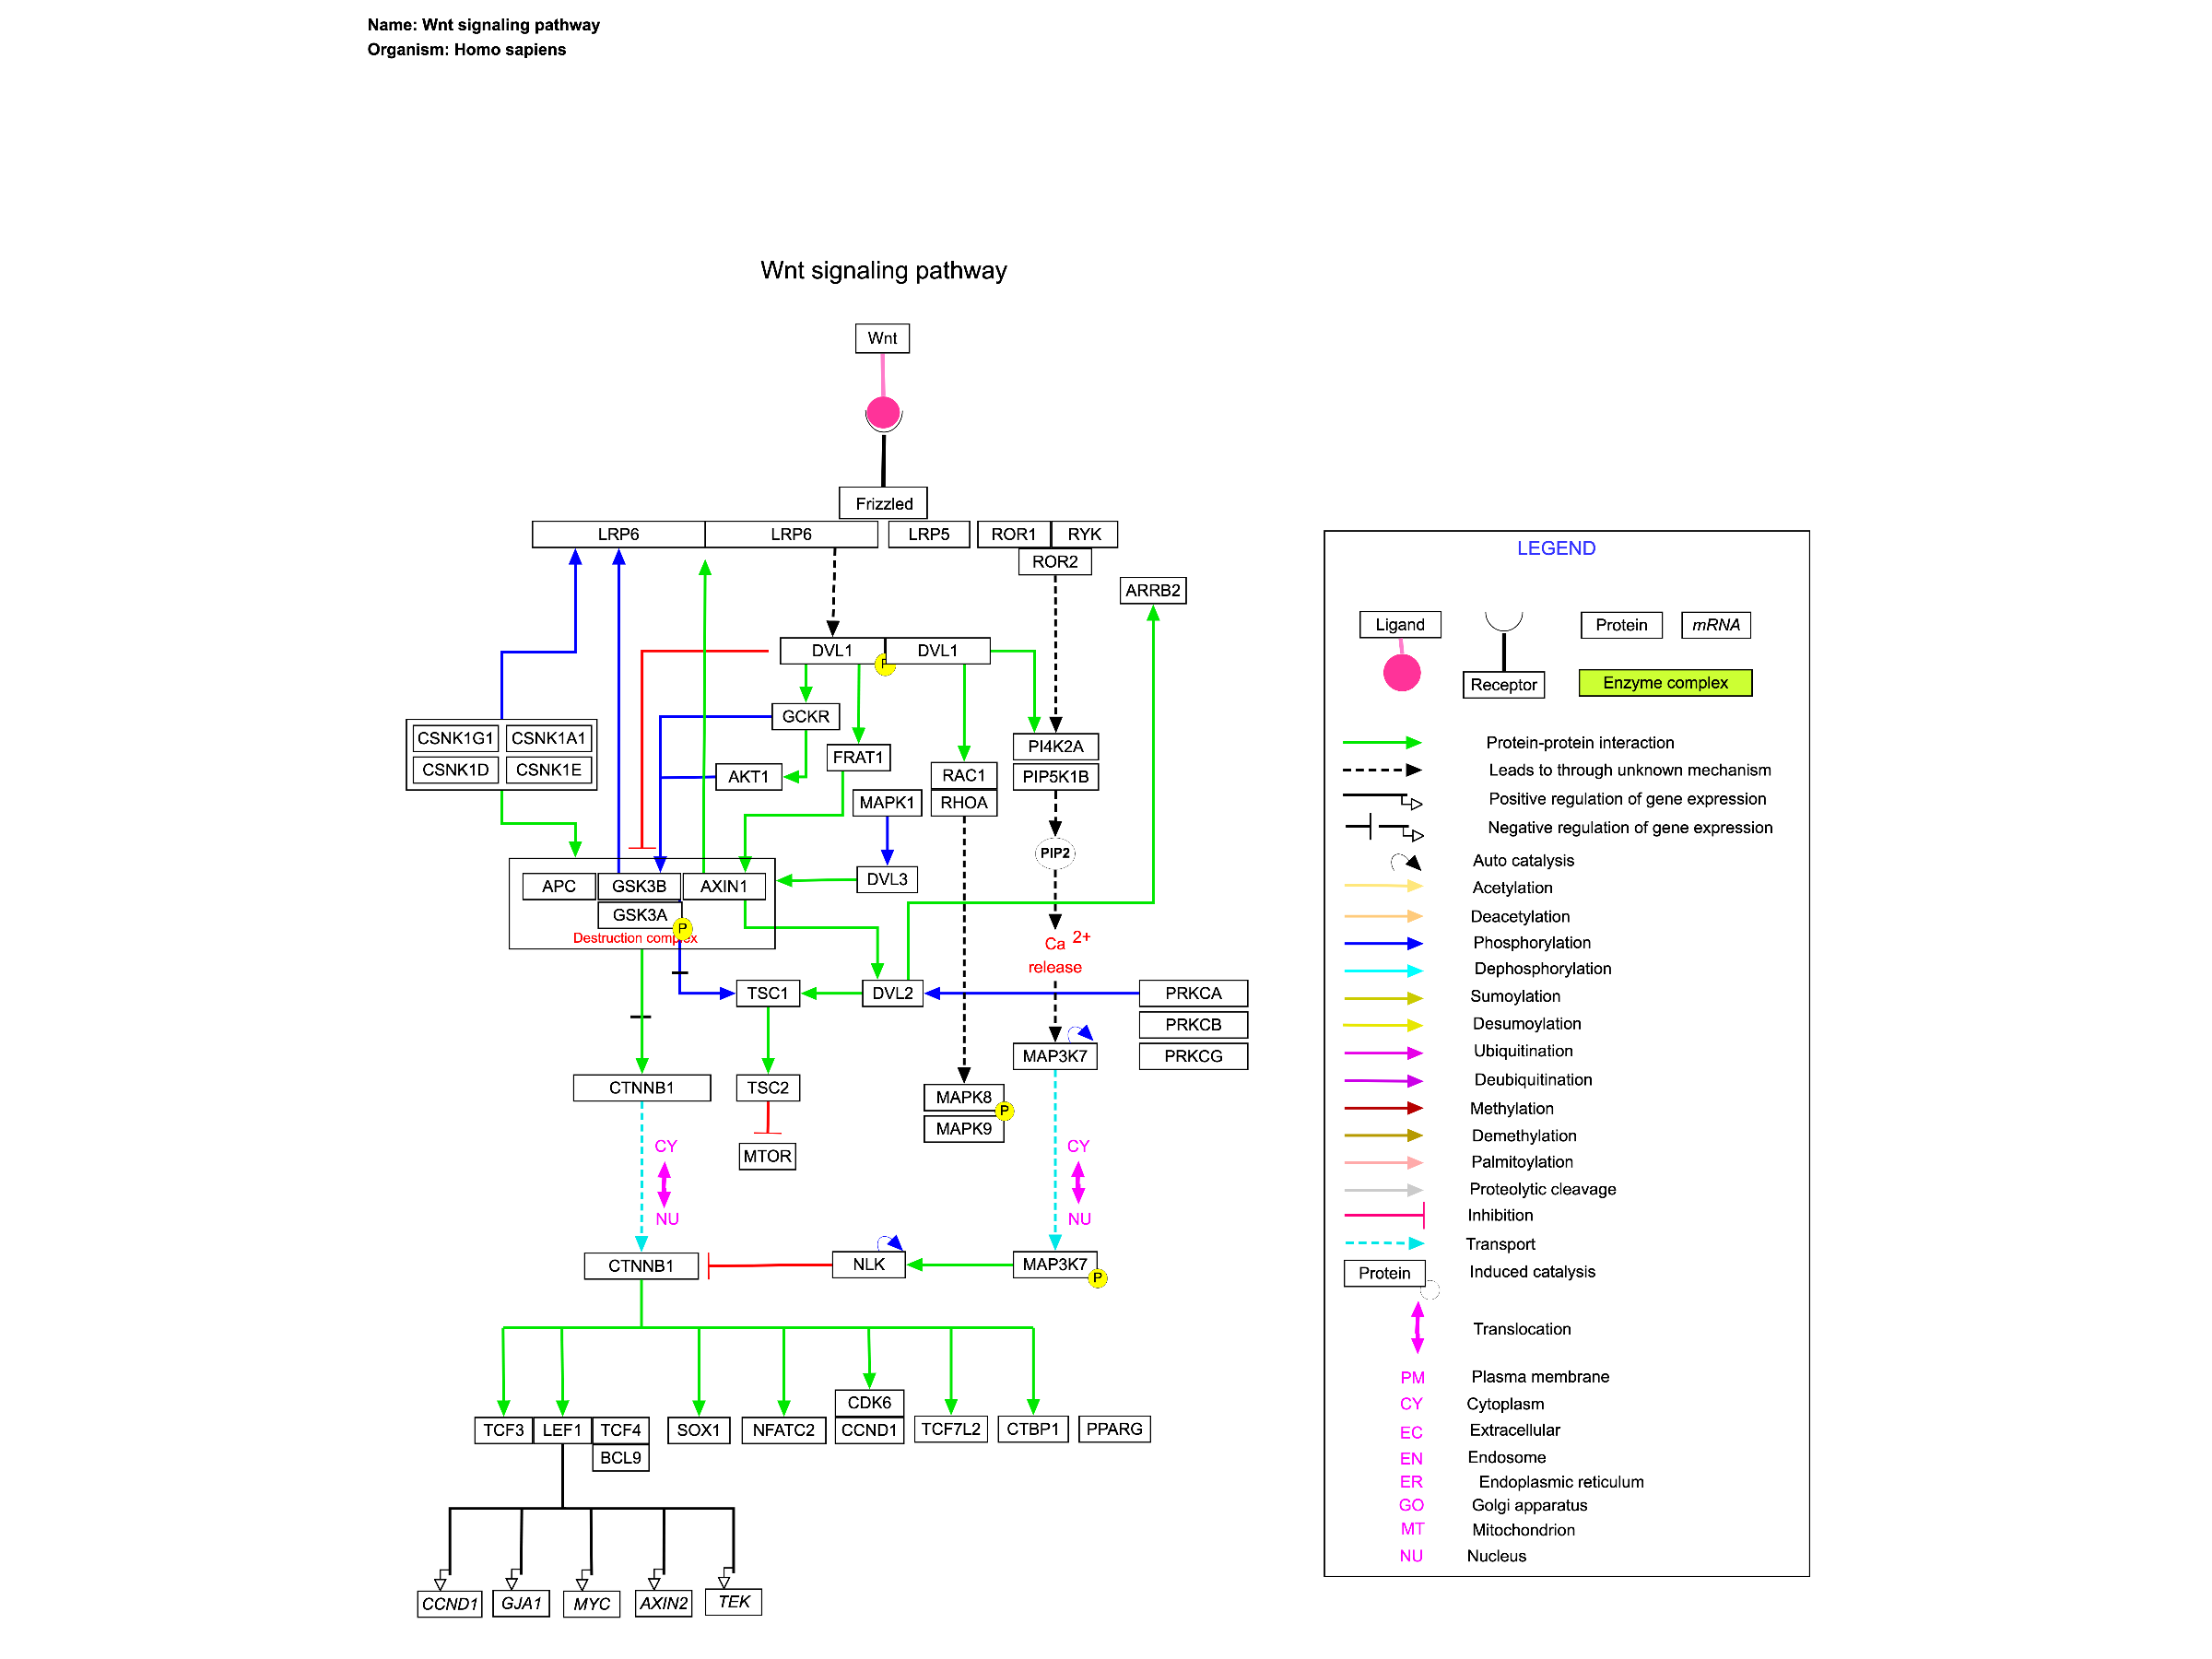 Name: Wnt signaling pathway
Organism: Homo sapiens
Wnt signaling pathway
Wnt
Frizzled
LRP6 LRP6 LRP5 ROR1 RYK
ROR2
ARRB2
DVL1 P DVL1
GCKR
CSNK1G1 CSNK1A1
CSNK1D CSNK1E
FRAT1
PI4K2A
AKT1
RAC1
PIP5K1B
MAPK1
RHOA
PIP2
APC GSK3B AXIN1
DVL3
GSK3A
P
Destruction complex
Ca 2+
release
TSC1
DVL2
PRKCA
PRKCB
PRKCG
MAP3K7
CTNNB1
TSC2
MAPK8
P
MAPK9
MTOR
CY
NU
CY
NU
CTNNB1
NLK
MAP3K7
P
CDK6
TCF3 LEF1 TCF4 SOX1 NFATC2 CCND1 TCF7L2 CTBP1 PPARG
BCL9
CCND1 GJA1 MYC AXIN2 TEK
LEGEND
Ligand
Protein
mRNA
Receptor
Enzyme complex
Protein-protein interaction
Leads to through unknown mechanism
Positive regulation of gene expression
Negative regulation of gene expression
Auto catalysis
Acetylation
Deacetylation
Phosphorylation
Dephosphorylation
Sumoylation
Desumoylation
Ubiquitination
Deubiquitination
Methylation
Demethylation
Palmitoylation
Proteolytic cleavage
Inhibition
Transport
Protein Induced catalysis
Translocation
PM Plasma membrane
CY Cytoplasm
EC Extracellular
EN Endosome
ER Endoplasmic reticulum
GO Golgi apparatus
MT Mitochondrion
NU Nucleus